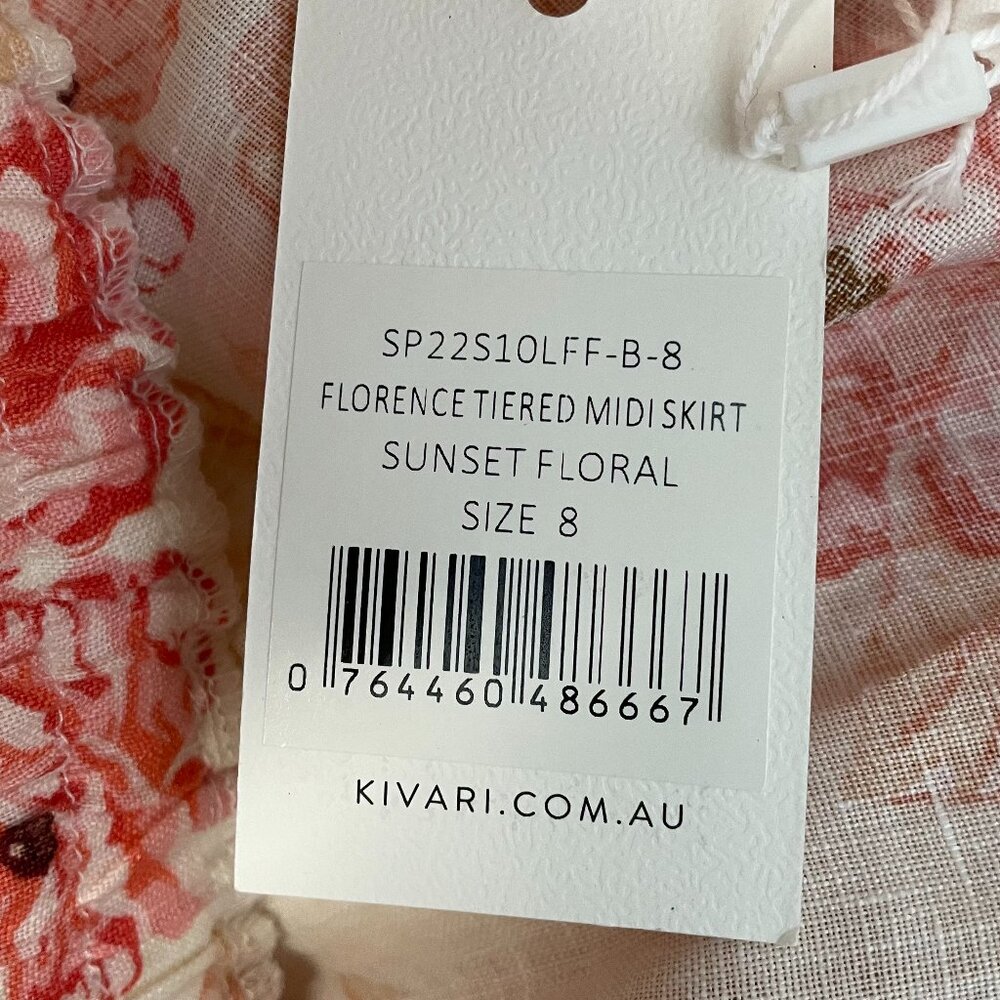 SP22S10LFF-B-8
FLORENCE TIERED MIDI SKIRT
SUNSET FLORAL
SIZE 8
0 764460 486667
KIVARI.COM.AU